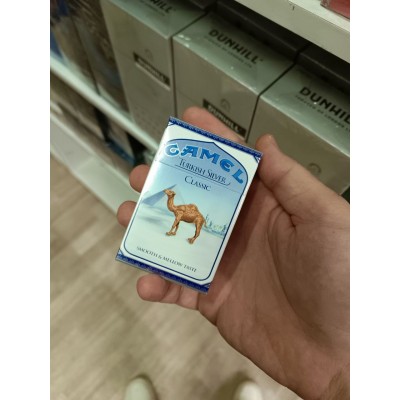 DUNHILL
DUNHILL
DUNHILL
CAMEL
TURKISH SILVER
CLASSIC
SMOOTH & MELLOW TASTE